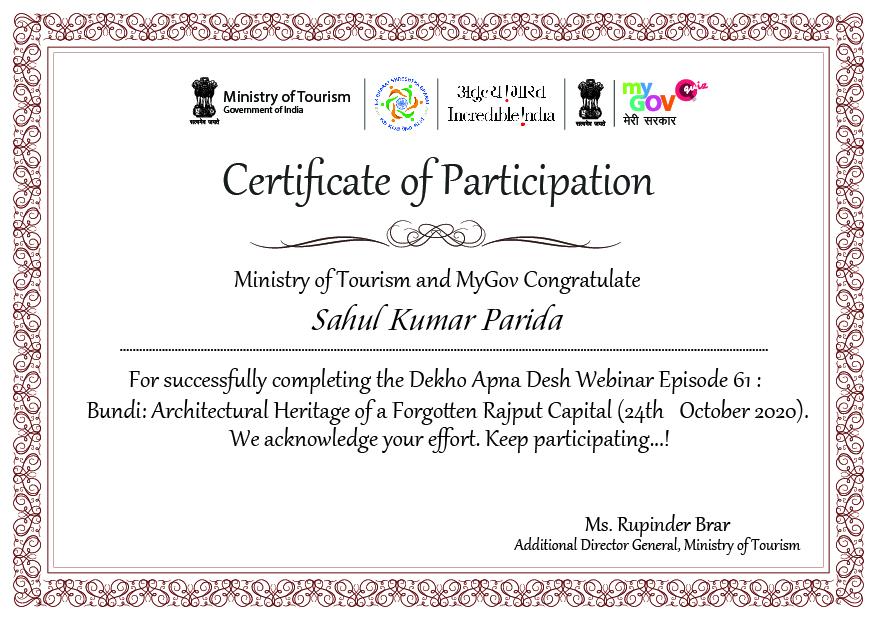 Ministry of Tourism
Government of India
सत्यमेव जयते
EK BHARAT SHRESHTHA BHARAT
अतुल्य ! भारत
Incredible !ndia
सत्यमेव जयते
my
GOV
quiz
मेरी सरकार
Certificate of Participation
Ministry of Tourism and MyGov Congratulate
Sahul Kumar Parida
For successfully completing the Dekho Apna Desh Webinar Episode 61 :
Bundi: Architectural Heritage of a Forgotten Rajput Capital (24th October 2020).
We acknowledge your effort. Keep participating...!
Ms. Rupinder Brar
Additional Director General, Ministry of Tourism